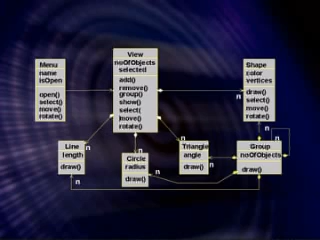 Menu
name
isOpen
open()
select()
move()
rotate()
View
noOfObjects
selected
add()
remove()
group()
show()
select(
move()
rotate()
Shape
color
vertices
draw()
select()
move()
rotate()
n
n
n
n
n
n
Line
length
draw()
n
n
Circle
radius
draw()
n
n
Triangle
angle
draw()
n
Group
noOfObjects
draw()